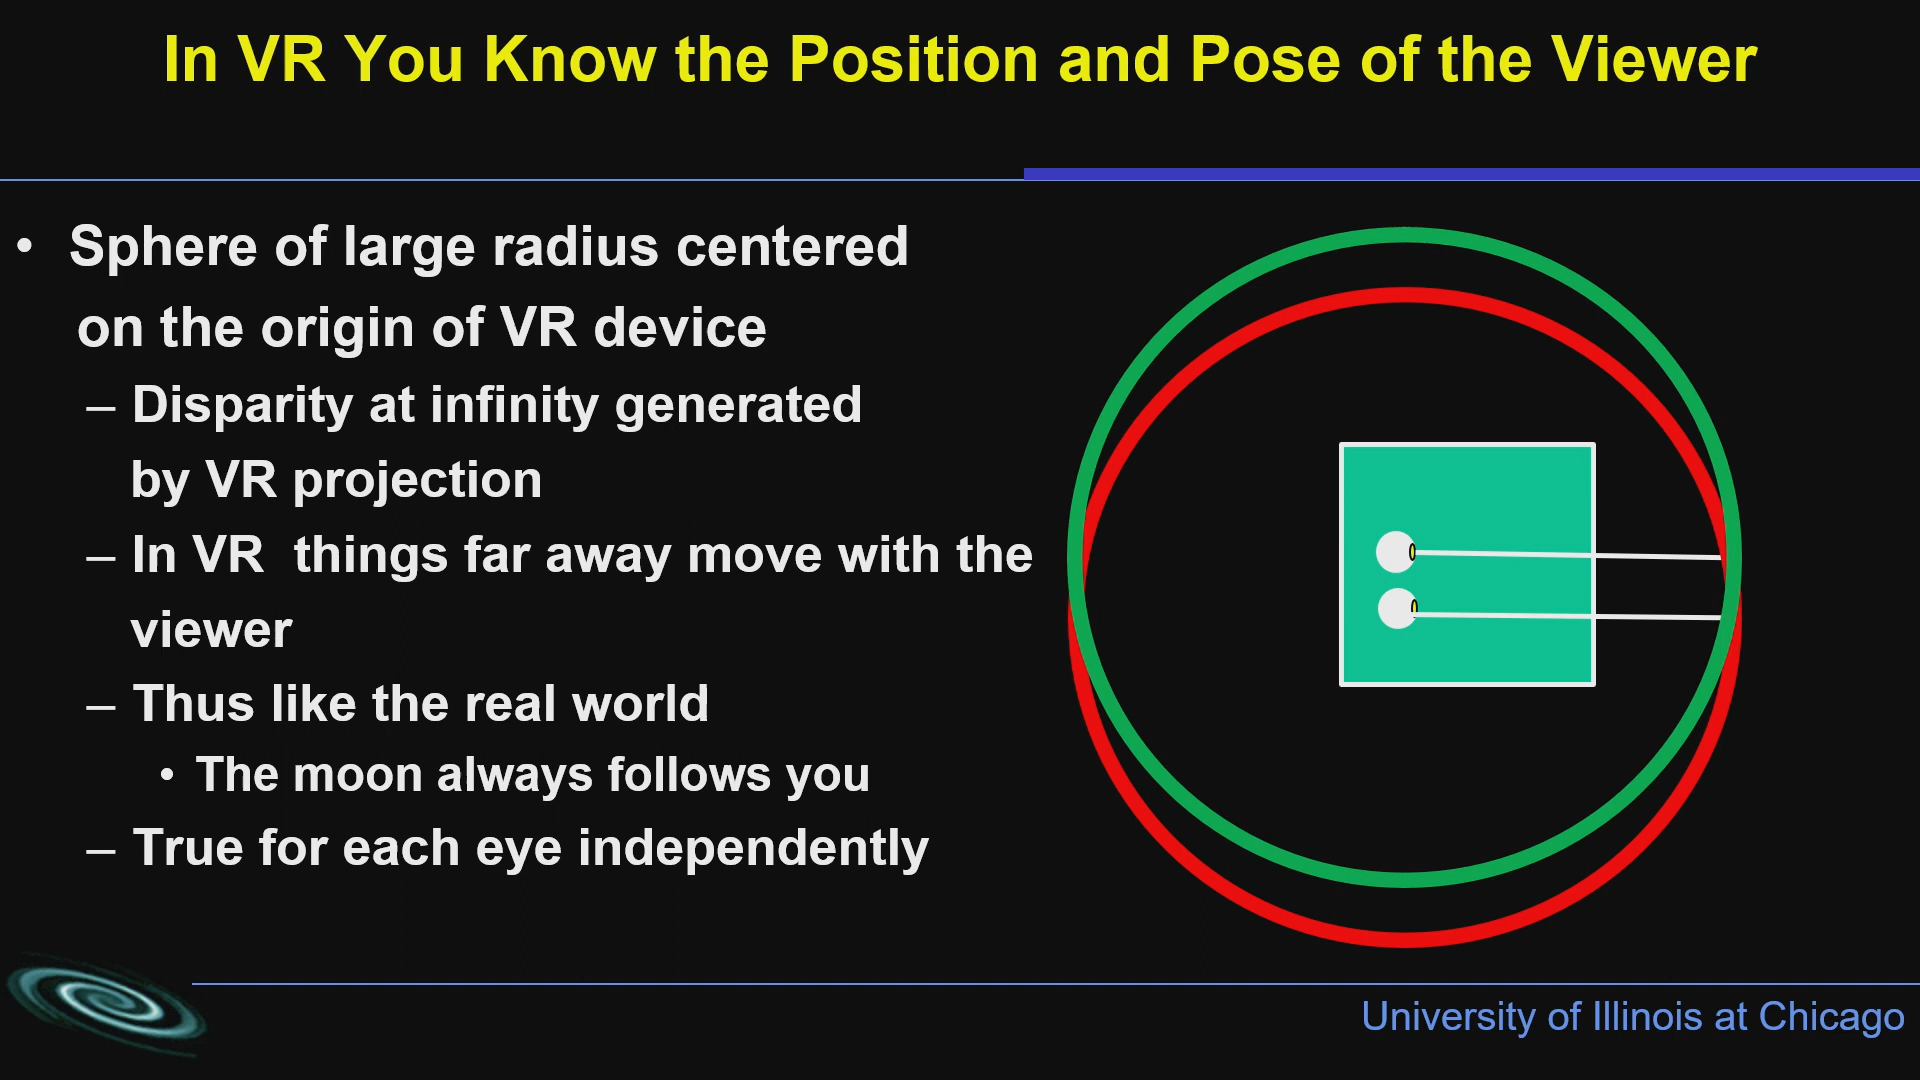 In VR You Know the Position and Pose of the Viewer
• Sphere of large radius centered
on the origin of VR device
– Disparity at infinity generated
by VR projection
– In VR  things far away move with the
viewer
– Thus like the real world
• The moon always follows you
– True for each eye independently
University of Illinois at Chicago